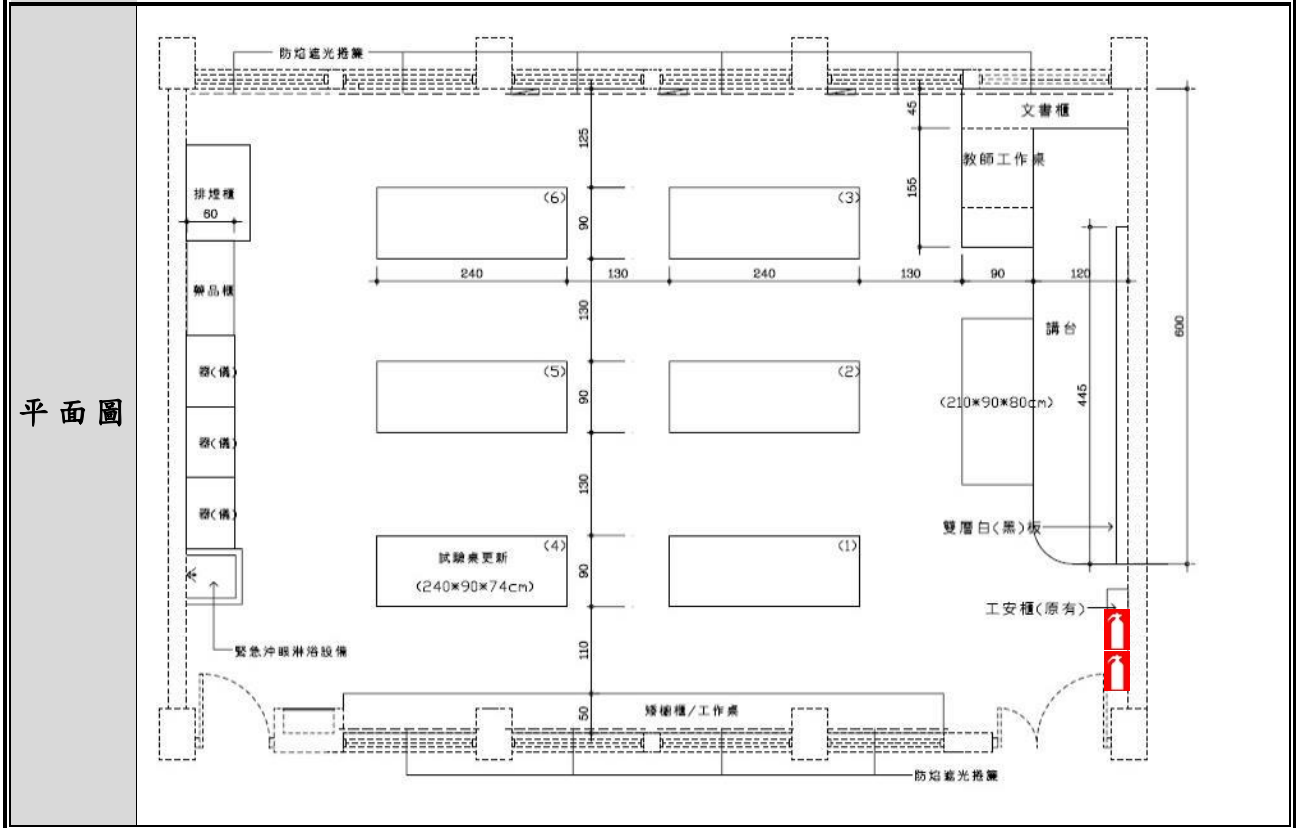 平面圖
防焰遮光捲簾
文書櫃
45
125
教師工作桌
排煙櫃
60
155
(6)
(3)
90
240
130
240
130
90
120
藥品櫃
130
講台
600
器(儀)
(5)
(2)
90
(210*90*80cm)
445
器(儀)
130
器(儀)
雙層白(黑)板
(4)
(1)
試驗桌更新
90
(240*90*74cm)
工安櫃(原有)
緊急沖眼淋浴設備
110
50
矮櫥櫃/工作桌
防焰遮光捲簾